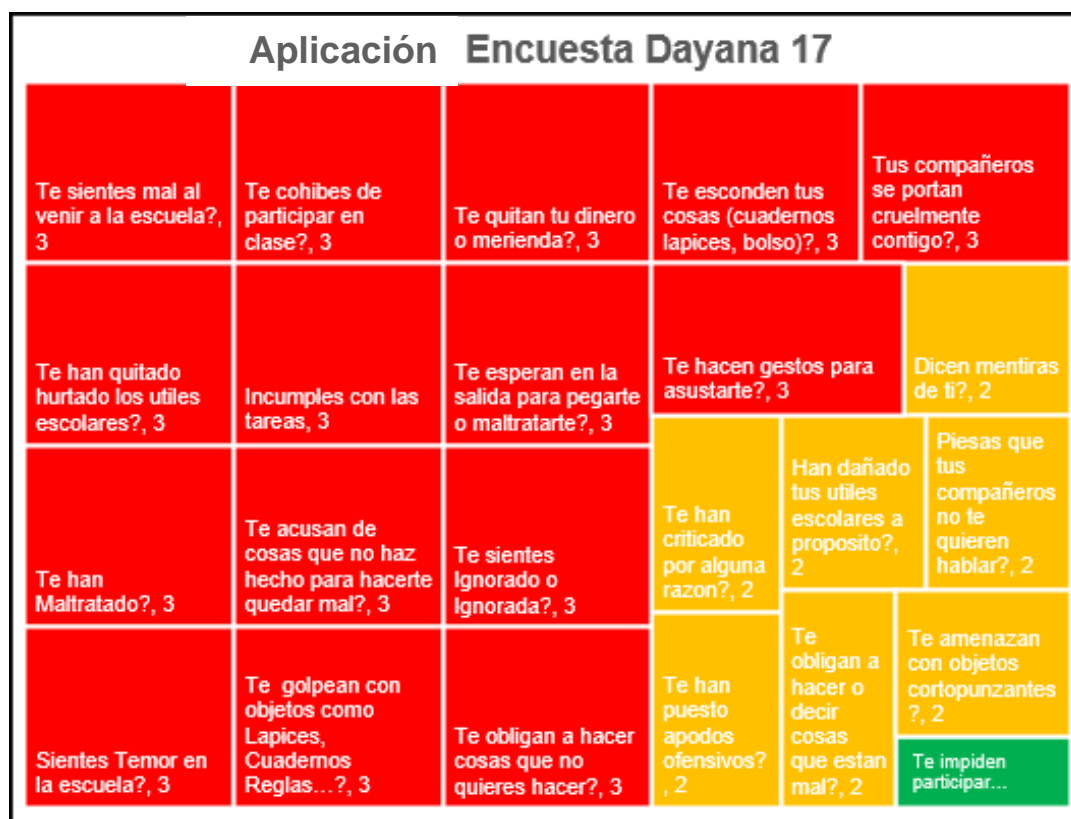 Aplicación Encuesta Dayana 17
Te sientes mal al
venir a la escuela?,
3
Te cohibes de
participar en
clase?, 3
Te quitan tu dinero
o merienda?, 3
Te esconden tus
cosas (cuadernos
lapices, bolso)?, 3
Tus compañeros
se portan
cruelmente
contigo?, 3
Te han quitado
hurtado los utiles
escolares?, 3
Incumples con las
tareas, 3
Te esperan en la
salida para pegarte
o maltratarte?, 3
Te hacen gestos para
asustarte?, 3
Dicen mentiras
de ti?, 2
Te han
Maltratado?, 3
Te acusan de
cosas que no haz
hecho para hacerte
quedar mal?, 3
Te sientes
Ignorado o
Ignorada?, 3
Te han
criticado
por alguna
razon?, 2
Han dañado
tus utiles
escolares a
proposito?,
2
Piesas que
tus
compañeros
no te
quieren
hablar?, 2
Sientes Temor en
la escuela?, 3
Te golpean con
objetos como
Lapices,
Cuadernos
Reglas...?, 3
Te obligan a hacer
cosas que no
quieres hacer?, 3
Te han
puesto
apodos
ofensivos?
, 2
Te
obligan a
hacer o
decir
cosas
que estan
mal?, 2
Te amenazan
con objetos
cortopunzantes
?, 2
Te impiden
participar...